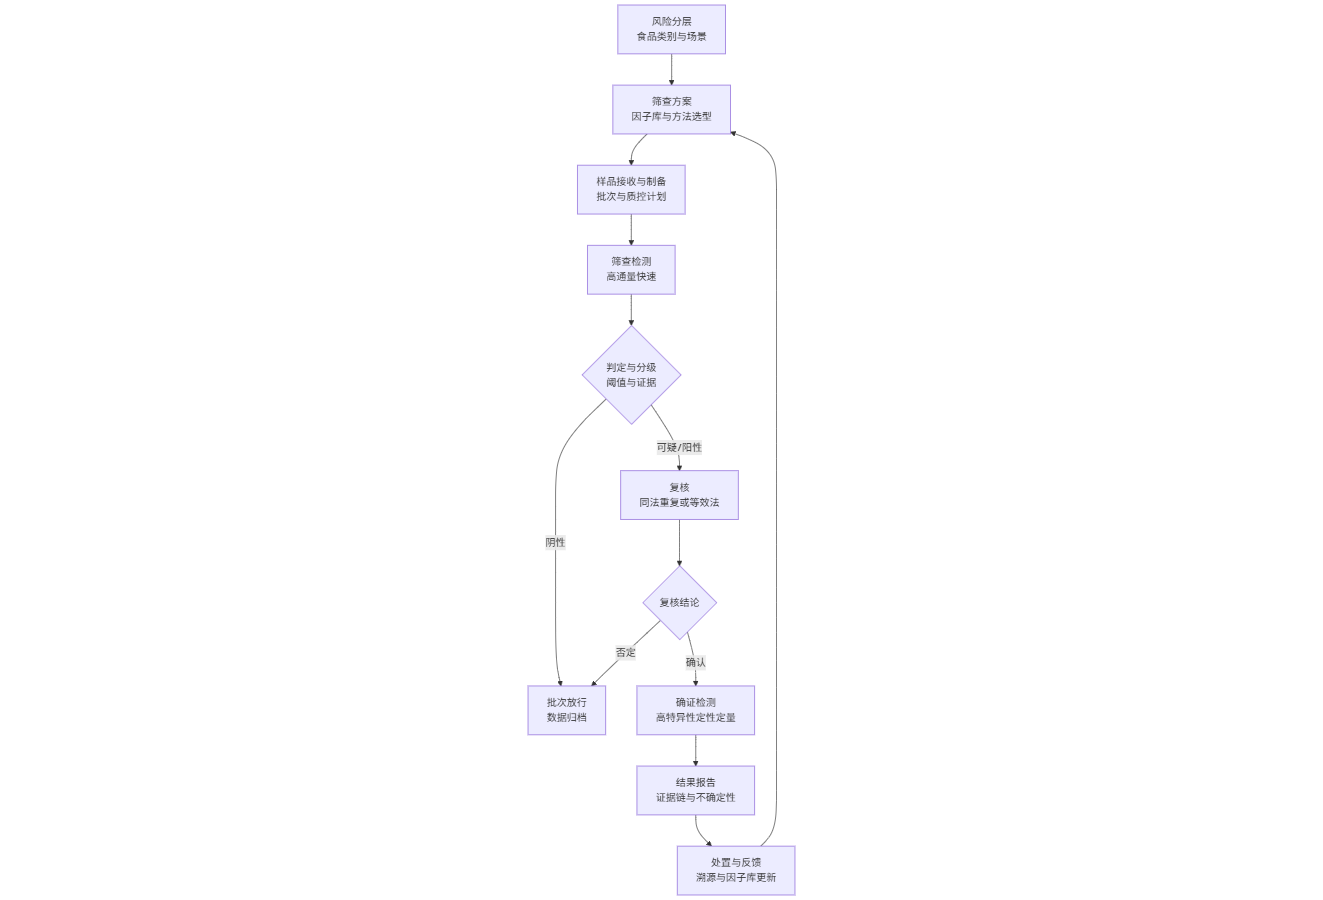 风险分层
食品类别与场景
筛查方案
因子库与方法选型
样品接收与制备
批次与质控计划
筛查检测
高通量快速
判定与分级
阈值与证据
可疑/阳性
复核
同法重复或等效法
阴性
复核结论
否定
确认
批次放行
数据归档
确证检测
高特异性定性定量
结果报告
证据链与不确定性
处置与反馈
溯源与因子库更新